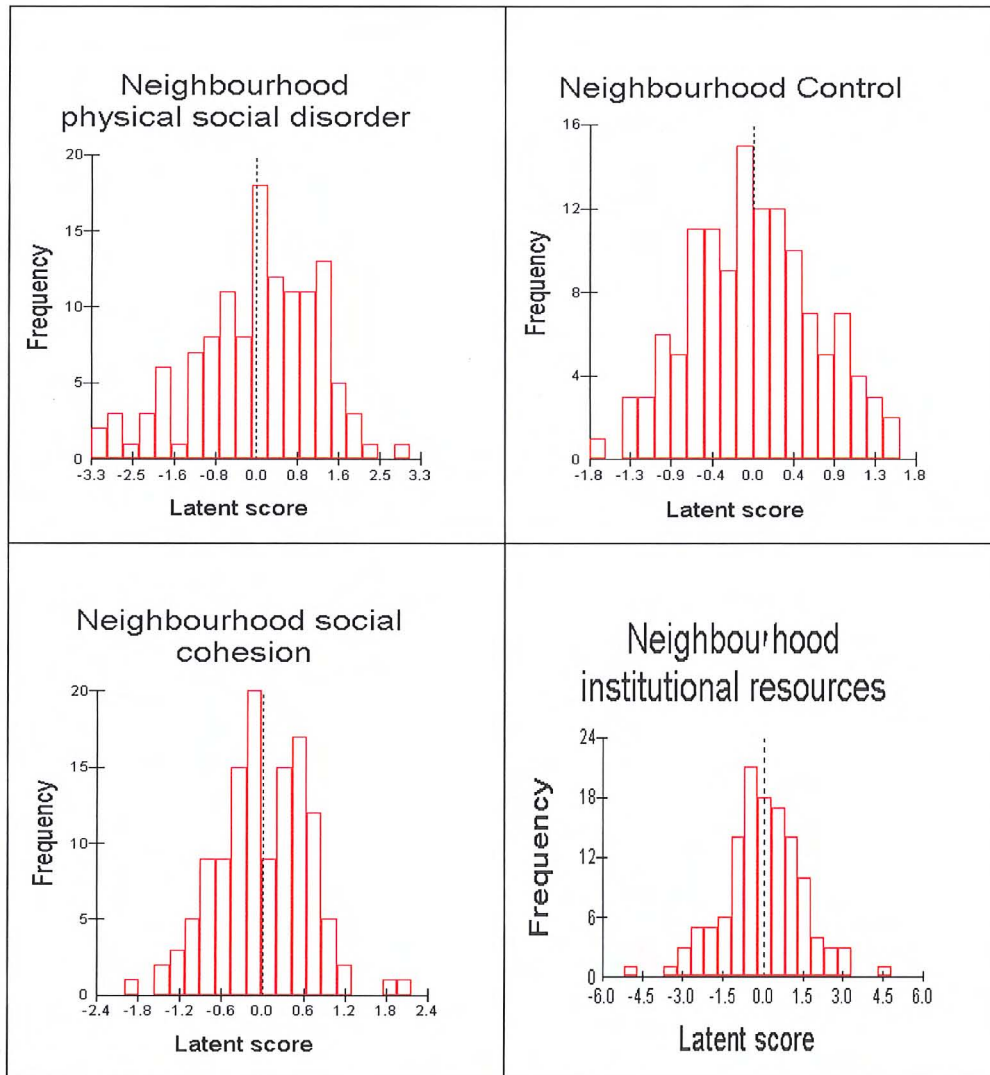 Neighbourhood
physical social disorder
20
15
10
5
0
Frequency
-3.3 -2.5 -1.6 -0.8 0.0 0.8 1.6 2.5 3.3
Latent score
Neighbourhood Control
16
12
8
4
0
Frequency
-1.8 -1.3 -0.9 -0.4 0.0 0.4 0.9 1.3 1.8
Latent score
Neighbourhood social
cohesion
20
15
10
5
0
Frequency
-2.4 -1.8 -1.2 -0.6 0.0 0.6 1.2 1.8 2.4
Latent score
Neighbourhood
institutional resources
24
18
12
6
0
Frequency
-6.0 -4.5 -3.0 -1.5 0.0 1.5 3.0 4.5 6.0
Latent score